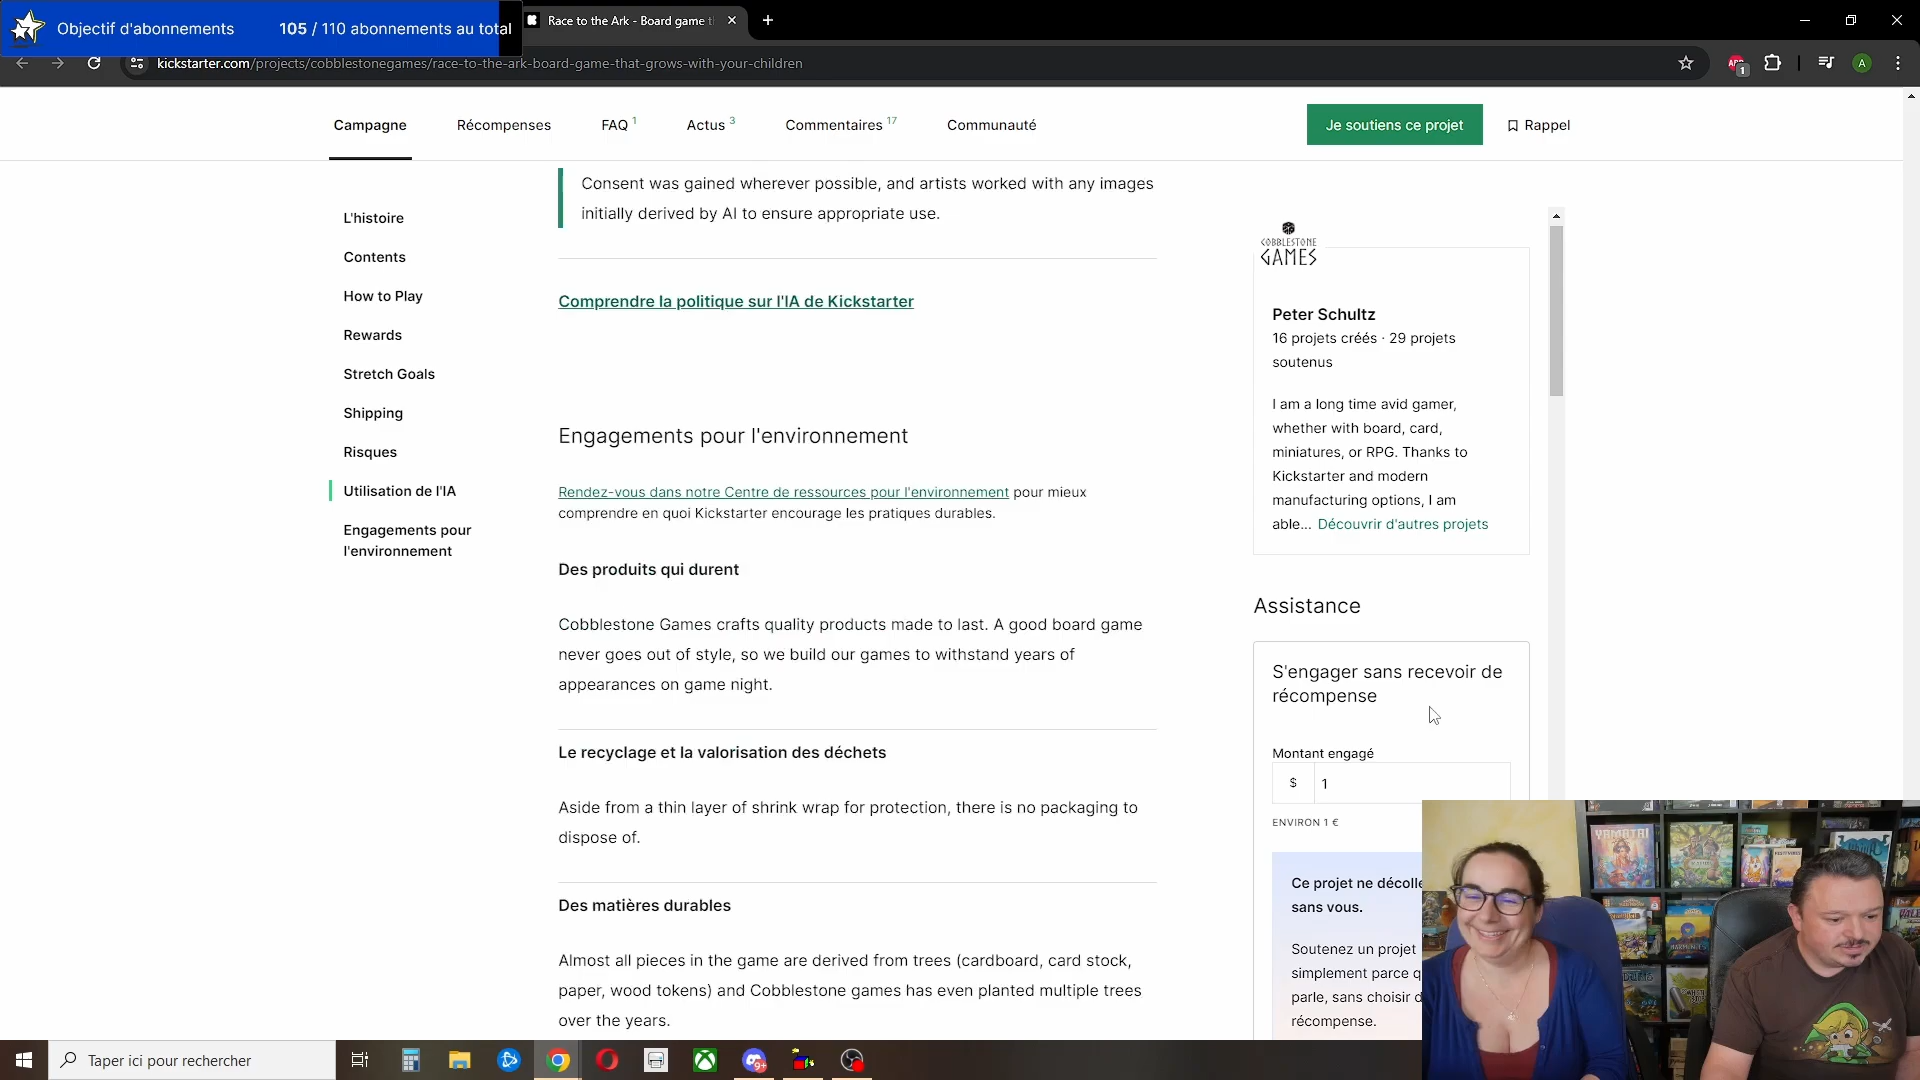 Objectif d'abonnements 105 / 110 abonnements au total
Race to the Ark - Board game t
kickstarter.com/projects/cobblestonegames/race-to-the-ark-board-game-that-grows-with-your-children
1
A
Campagne
Récompenses
FAQ 1
Actus 3
Commentaires 17
Communauté
Je soutiens ce projet
Rappel
L'histoire
Contents
How to Play
Rewards
Stretch Goals
Shipping
Risques
Utilisation de l'IA
Engagements pour
l'environnement
Consent was gained wherever possible, and artists worked with any images
initially derived by AI to ensure appropriate use.
Comprendre la politique sur l'IA de Kickstarter
Engagements pour l'environnement
Rendez-vous dans notre Centre de ressources pour l'environnement pour mieux
comprendre en quoi Kickstarter encourage les pratiques durables.
Des produits qui durent
Cobblestone Games crafts quality products made to last. A good board game
never goes out of style, so we build our games to withstand years of
appearances on game night.
Le recyclage et la valorisation des déchets
Aside from a thin layer of shrink wrap for protection, there is no packaging to
dispose of.
Des matières durables
Almost all pieces in the game are derived from trees (cardboard, card stock,
paper, wood tokens) and Cobblestone games has even planted multiple trees
over the years.
COBBLESTONE
GAMES
Peter Schultz
16 projets créés · 29 projets
soutenus
I am a long time avid gamer,
whether with board, card,
miniatures, or RPG. Thanks to
Kickstarter and modern
manufacturing options, I am
able... Découvrir d'autres projets
Assistance
S'engager sans recevoir de
récompense
Montant engagé
$ 1
ENVIRON 1 €
Ce projet ne décolle
sans vous.
Soutenez un projet
simplement parce q
parle, sans choisir d
récompense.
YAMATAI
Taper ici pour rechercher
9+